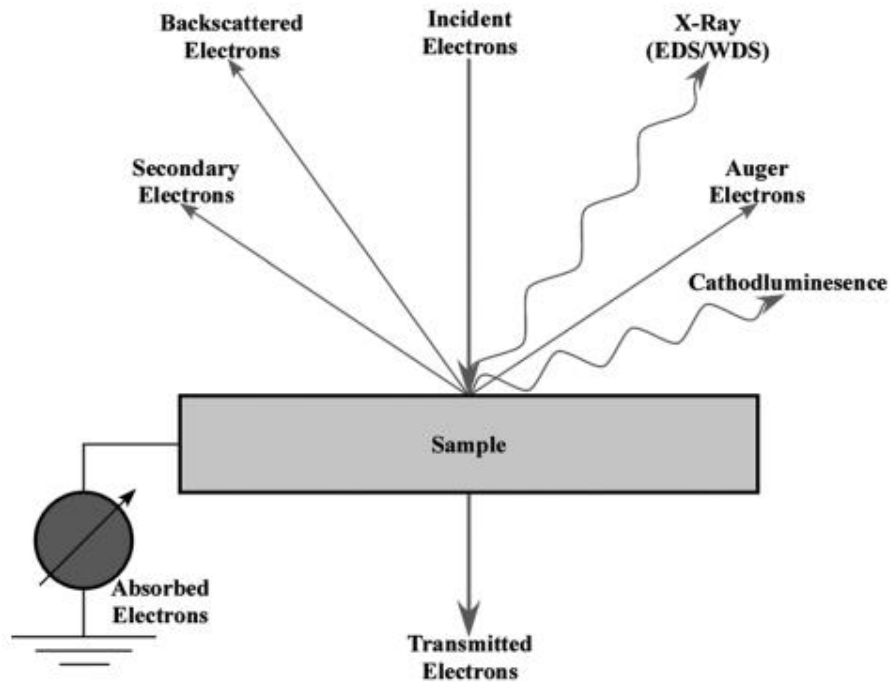 Backscattered
Electrons
Incident
Electrons
X-Ray
(EDS/WDS)
Secondary
Electrons
Auger
Electrons
Cathodluminesence
Sample
Absorbed
Electrons
Transmitted
Electrons